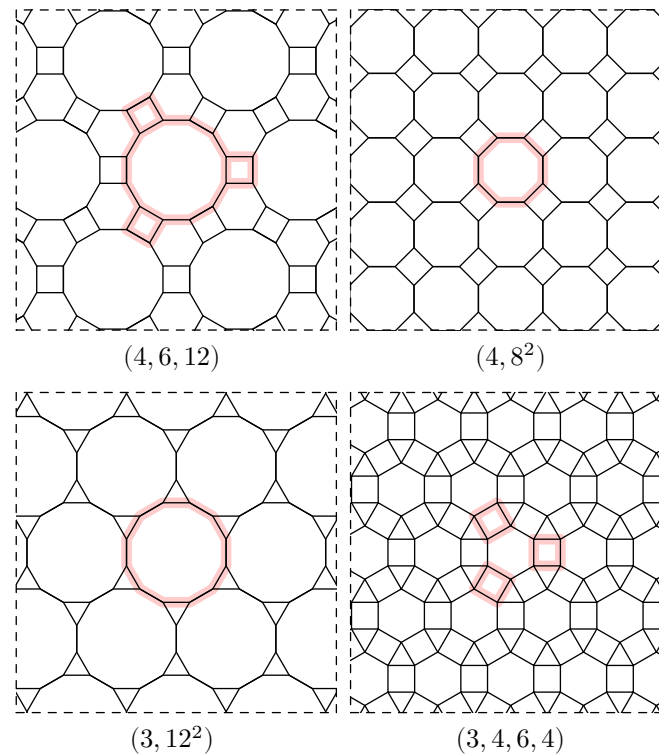 (4, 6, 12)
(4, 8²)
(3, 12²)
(3, 4, 6, 4)